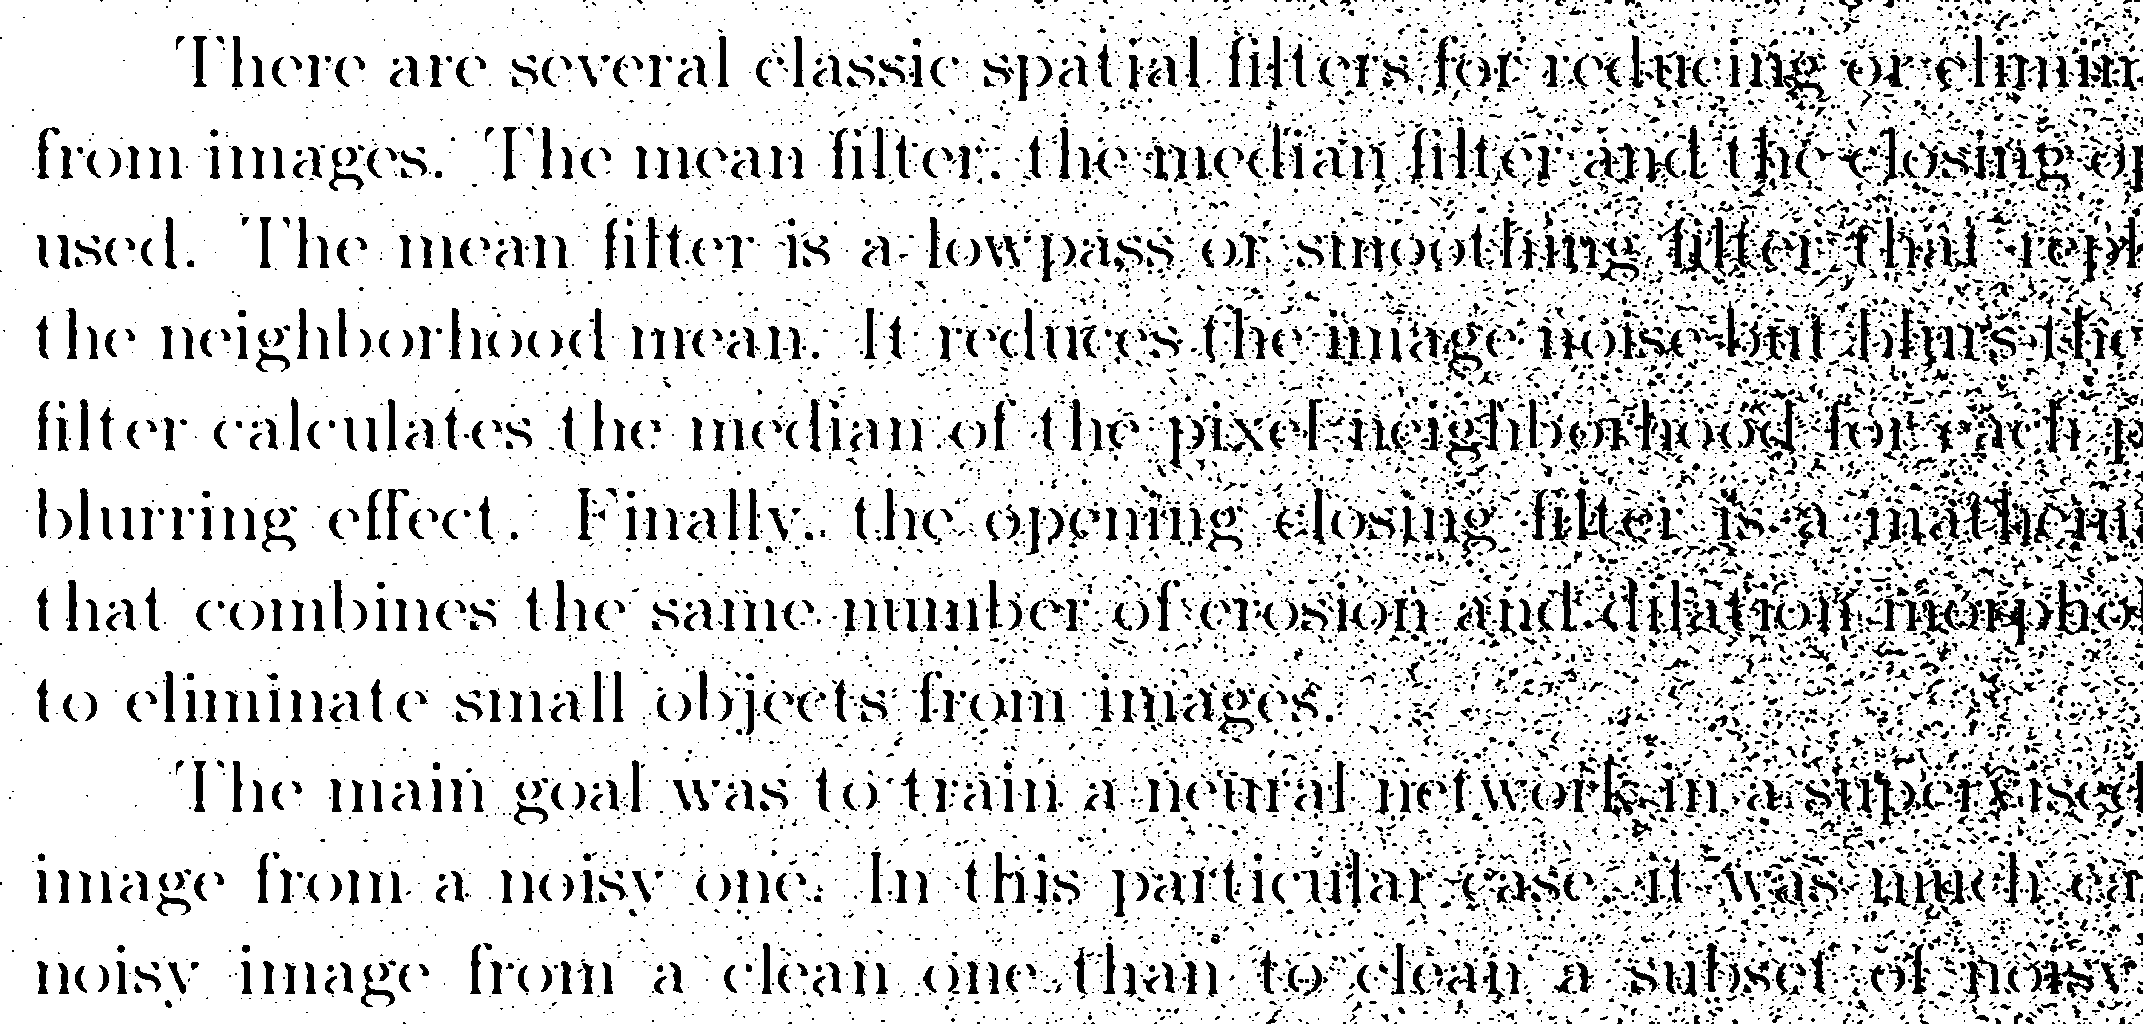 There are several classic spatial filters for reducing or elimin
from images. The mean filter, the median filter and the closing op
used. The mean filter is a lowpass or smoothing filter that repl
the neighborhood mean. It reduces the image noise but blurs the
filter calculates the median of the pixel neighborhood for each p
blurring effect. Finally, the opening closing filter is a mathema
that combines the same number of erosion and dilation morphol
to eliminate small objects from images.
The main goal was to train a neural network in a supervised
image from a noisy one. In this particular case, it was much ea
noisy image from a clean one than to clean a subset of noisy